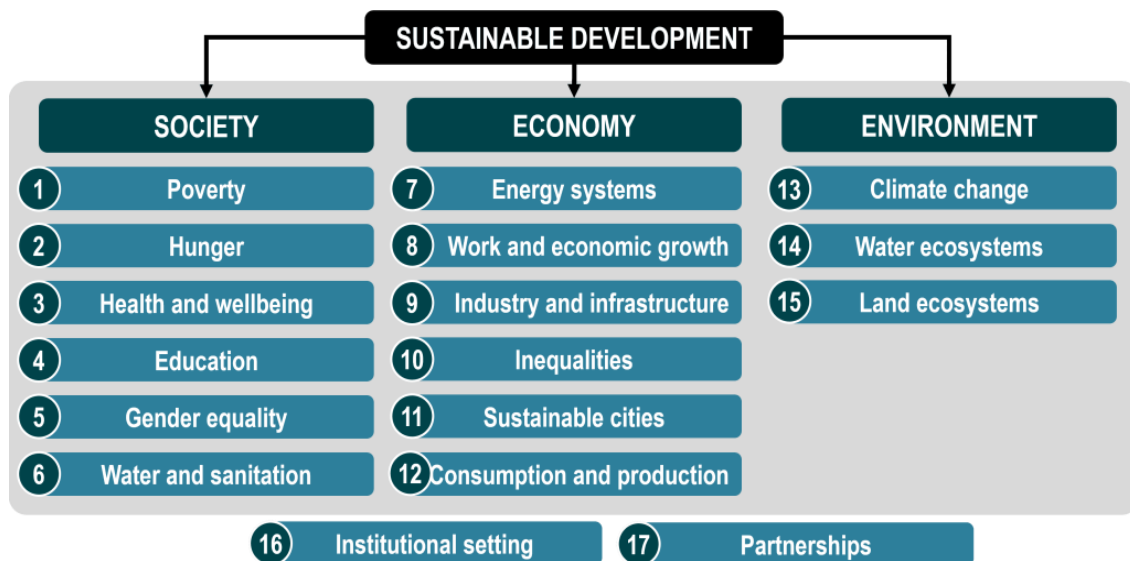 SUSTAINABLE DEVELOPMENT
SOCIETY
1 Poverty
2 Hunger
3 Health and wellbeing
4 Education
5 Gender equality
6 Water and sanitation
ECONOMY
7 Energy systems
8 Work and economic growth
9 Industry and infrastructure
10 Inequalities
11 Sustainable cities
12 Consumption and production
ENVIRONMENT
13 Climate change
14 Water ecosystems
15 Land ecosystems
16 Institutional setting
17 Partnerships